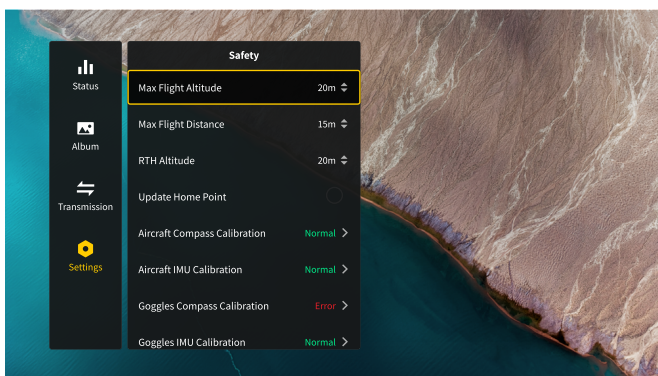 Safety
Status
Max Flight Altitude 20m
Max Flight Distance 15m
Album
RTH Altitude 20m
Update Home Point
Transmission
Aircraft Compass Calibration Normal
Settings
Aircraft IMU Calibration Normal
Goggles Compass Calibration Error
Goggles IMU Calibration Normal